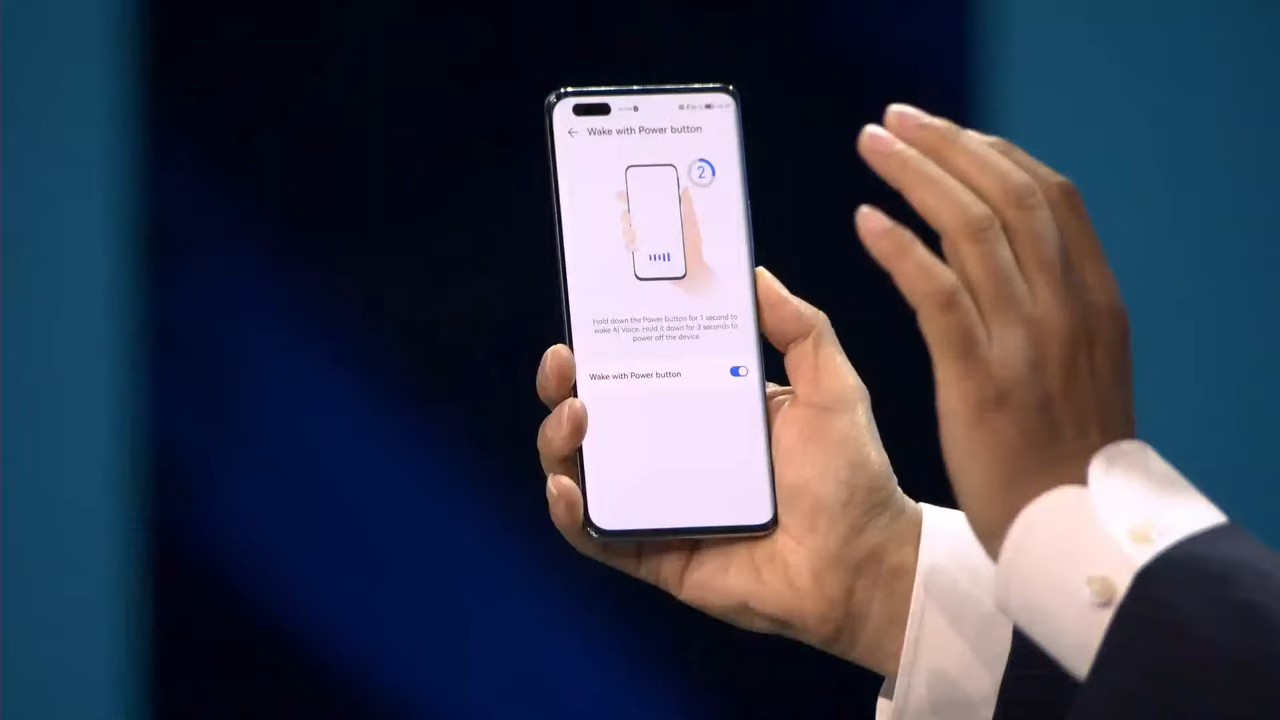 Wake with Power button
2
Hold down the Power button for 1 second to
wake AI Voice. Hold it down for 3 seconds to
power off the device.
Wake with Power button